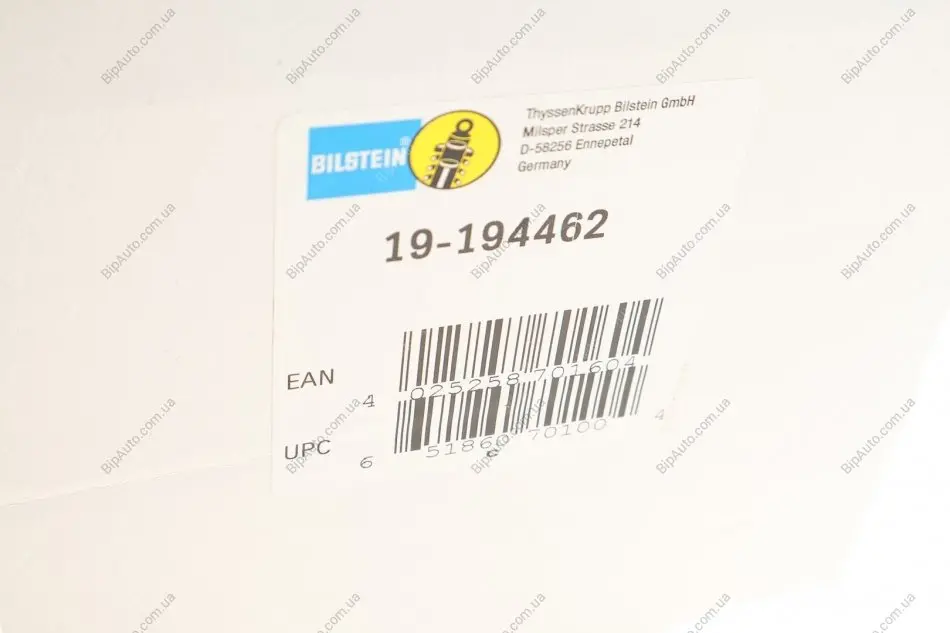 BILSTEIN®
ThyssenKrupp Bilstein GmbH
Milsper Strasse 214
D-58256 Ennepetal
Germany
19-194462
EAN
4 025258 701604
UPC
6 51860 70100 4
BipAuto.com.ua